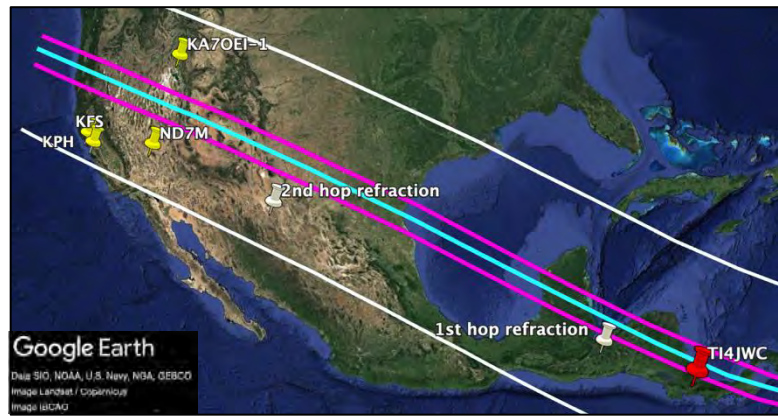 KA7OEI-1
KFS
KPH
ND7M
2nd hop refraction
1st hop refraction
TI4JWC
Google Earth
Data SIO, NOAA, U.S. Navy, NGA, GEBCO
Image Landsat / Copernicus
Image IBCAO